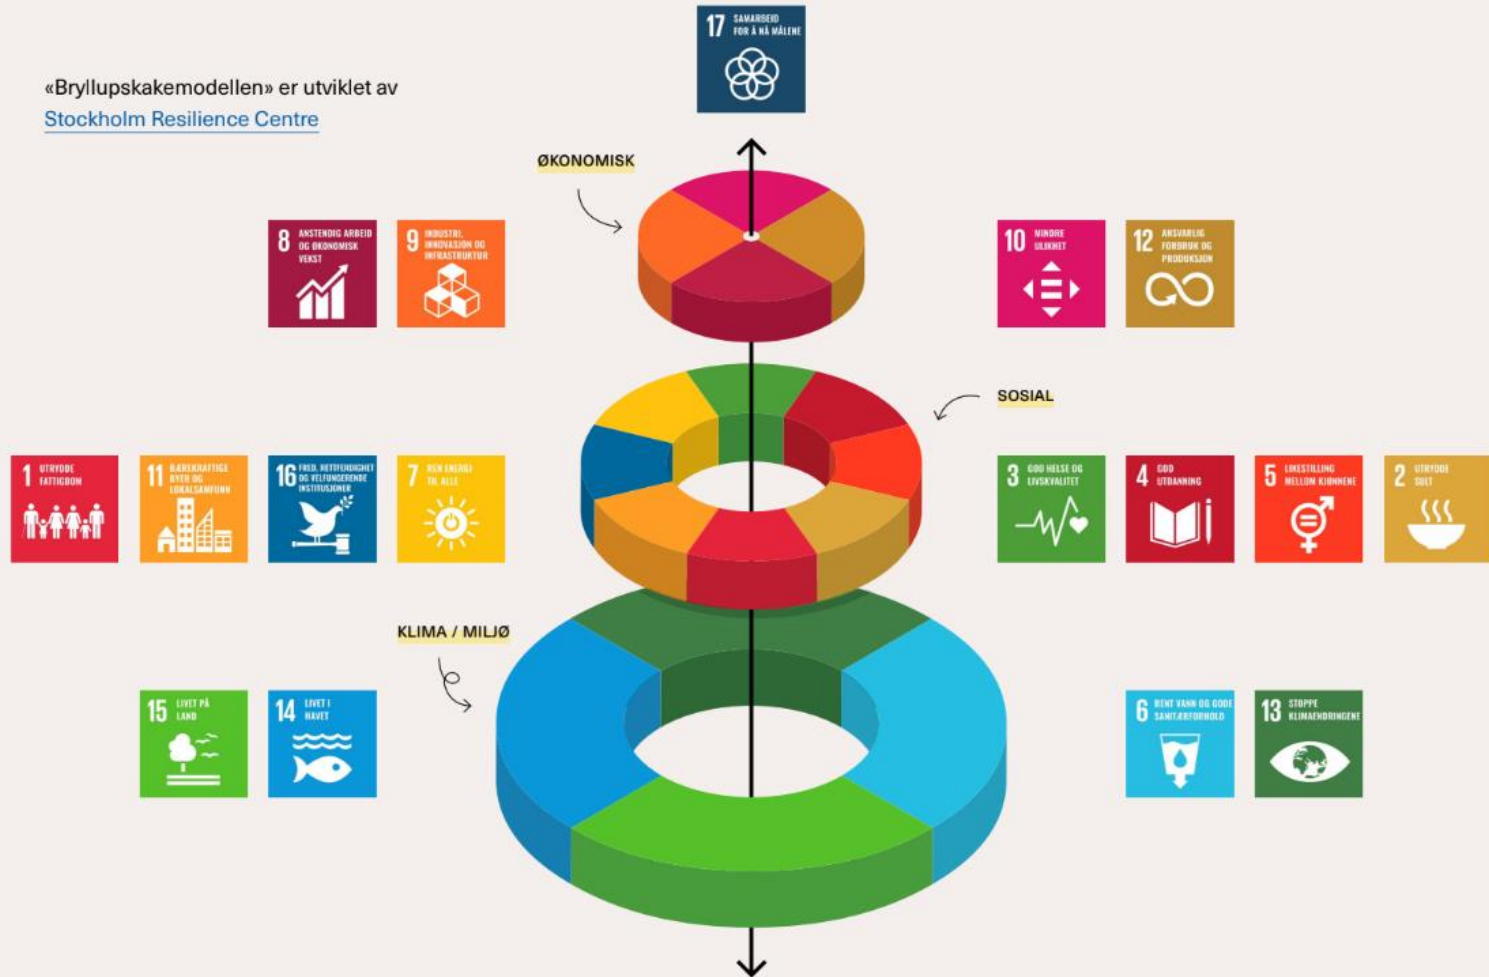 17 SAMARBEID
FOR Å NÅ MÅLENE
«Bryllupskakemodellen» er utviklet av
Stockholm Resilience Centre
ØKONOMISK
8 ANSTENDIG ARBEID
OG ØKONOMISK
VEKST
9 INDUSTRI,
INNOVASJON OG
INFRASTRUKTUR
10 MINDRE
ULIKHET
12 ANSVARLIG
FORBRUK OG
PRODUKSJON
SOSIAL
1 UTRYDDE
FATTIGDOM
11 BÆREKRAFTIGE
BYER OG
LOKALSAMFUNN
16 FRED, RETTFERDIGHET
OG VELFUNGERENDE
INSTITUSJONER
7 REN ENERGI
TIL ALLE
3 GOD HELSE OG
LIVSKVALITET
4 GOD
UTDANNING
5 LIKESTILLING
MELLOM KJØNNENE
2 UTRYDDE
SULT
KLIMA / MILJØ
15 LIVET PÅ
LAND
14 LIVET I
HAVET
6 RENT VANN OG GODE
SANITÆRFORHOLD
13 STOPPE
KLIMAENDRINGENE